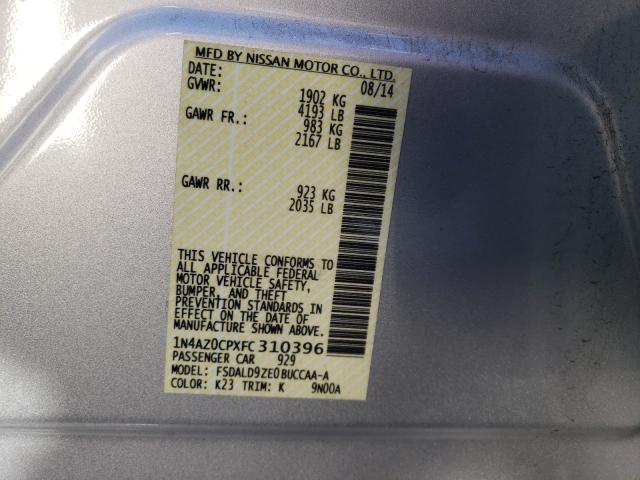 MFD BY NISSAN MOTOR CO., LTD.
DATE: 08/14
GVWR: 1902 KG
4193 LB
GAWR FR.: 983 KG
2167 LB
GAWR RR.: 923 KG
2035 LB
THIS VEHICLE CONFORMS TO
ALL APPLICABLE FEDERAL
MOTOR VEHICLE SAFETY,
BUMPER, AND THEFT
PREVENTION STANDARDS IN
EFFECT ON THE DATE OF
MANUFACTURE SHOWN ABOVE.
1N4AZ0CPXFC310396
PASSENGER CAR 929
MODEL: FSDALD9ZE0BUCCAA-A
COLOR: K23 TRIM: K 9N00A